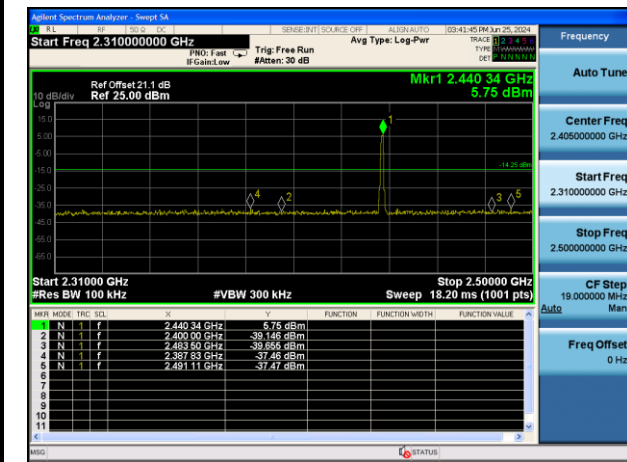 Agilent Spectrum Analyzer - Swept SA
RL RF 50 Ω DC SENSE:INT SOURCE OFF ALIGNAUTO 03:41:45 PM Jun 25, 2024
Start Freq 2.310000000 GHz
PNO: Fast
IFGain:Low
Trig: Free Run
#Atten: 30 dB
Avg Type: Log-Pwr
TRACE 1 2 3 4 5 6
TYPE
DET P N N N N N
Ref Offset 21.1 dB
Ref 25.00 dBm
10 dB/div
Log
Mkr1 2.440 34 GHz
5.75 dBm
15.0
5.00
-5.00
-15.0
-25.0
-35.0
-45.0
-55.0
-65.0
-14.25 dBm
1
4 2 3 5
Start 2.31000 GHz Stop 2.50000 GHz
#Res BW 100 kHz #VBW 300 kHz Sweep 18.20 ms (1001 pts)
MKR MODE TRC SCL X Y FUNCTION FUNCTION WIDTH FUNCTION VALUE
1 N 1 f 2.440 34 GHz 5.75 dBm
2 N 1 f 2.400 00 GHz -39.146 dBm
3 N 1 f 2.483 50 GHz -39.655 dBm
4 N 1 f 2.387 83 GHz -37.46 dBm
5 N 1 f 2.491 11 GHz -37.47 dBm
6
7
8
9
10
11
MSG STATUS
Frequency
Auto Tune
Center Freq
2.405000000 GHz
Start Freq
2.310000000 GHz
Stop Freq
2.500000000 GHz
CF Step
19.000000 MHz
Auto Man
Freq Offset
0 Hz